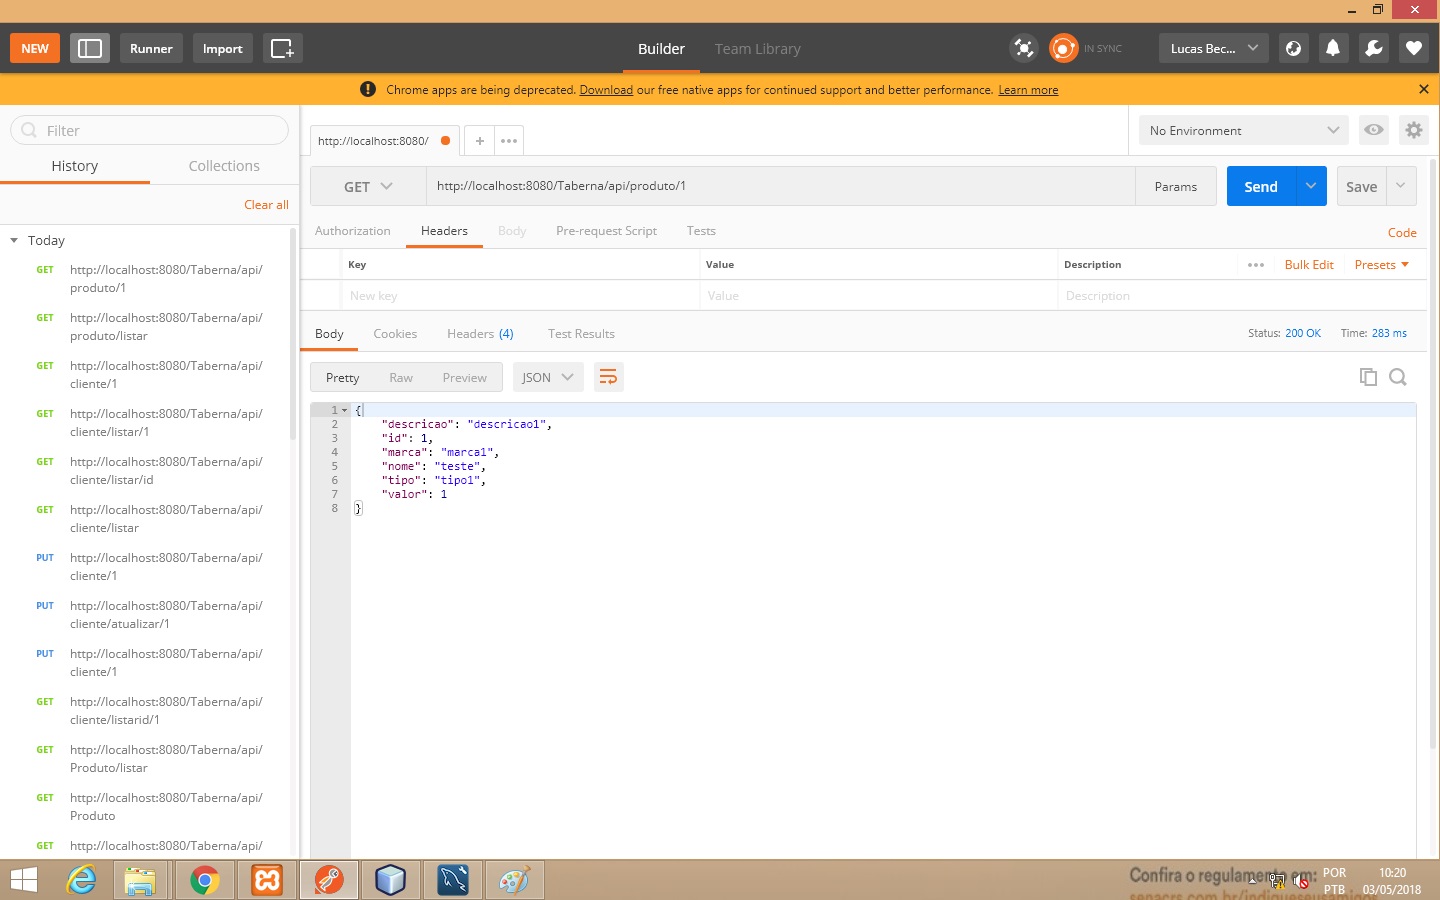 NEW
Runner
Import
Builder
Team Library
IN SYNC
Lucas Bec...
Chrome apps are being deprecated. Download our free native apps for continued support and better performance. Learn more
Filter
History
Collections
Clear all
Today
GET http://localhost:8080/Taberna/api/
produto/1
GET http://localhost:8080/Taberna/api/
produto/listar
GET http://localhost:8080/Taberna/api/
cliente/1
GET http://localhost:8080/Taberna/api/
cliente/listar/1
GET http://localhost:8080/Taberna/api/
cliente/listar/id
GET http://localhost:8080/Taberna/api/
cliente/listar
PUT http://localhost:8080/Taberna/api/
cliente/1
PUT http://localhost:8080/Taberna/api/
cliente/atualizar/1
PUT http://localhost:8080/Taberna/api/
cliente/1
GET http://localhost:8080/Taberna/api/
cliente/listarid/1
GET http://localhost:8080/Taberna/api/
Produto/listar
GET http://localhost:8080/Taberna/api/
Produto
GET http://localhost:8080/Taberna/api/
http://localhost:8080/
No Environment
GET http://localhost:8080/Taberna/api/produto/1 Params Send Save
Authorization Headers Body Pre-request Script Tests Code
Key Value Description Bulk Edit Presets
New key Value Description
Body Cookies Headers (4) Test Results Status: 200 OK Time: 283 ms
Pretty Raw Preview JSON
1 {
2 "descricao": "descricao1",
3 "id": 1,
4 "marca": "marca1",
5 "nome": "teste",
6 "tipo": "tipo1",
7 "valor": 1
8 }
Confira o regulamento em:
senacrs.com.br/indiqueseusamigos
POR
PTB
10:20
03/05/2018